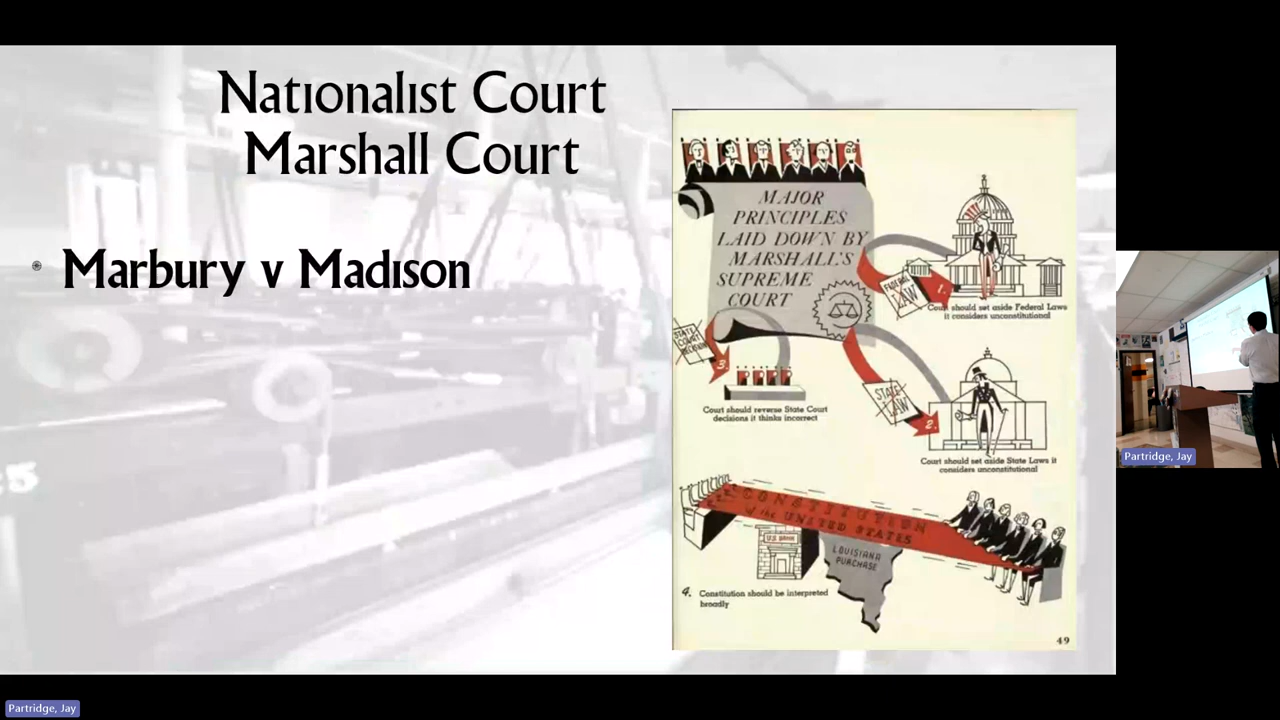 Nationalist Court
Marshall Court
Marbury v Madison
MAJOR
PRINCIPLES
LAID DOWN BY
MARSHALL'S
SUPREME
COURT
FEDERAL
LAW
1.
Court should set aside Federal Laws
it considers unconstitutional
STATE
COURT
DECISION
3.
Court should reverse State Court
decisions it thinks incorrect
STATE
LAW
2.
Court should set aside State Laws it
considers unconstitutional
CONSTITUTION
of the UNITED STATES
U.S. BANK
LOUISIANA
PURCHASE
4. Constitution should be interpreted
broadly
49
Partridge, Jay
Partridge, Jay